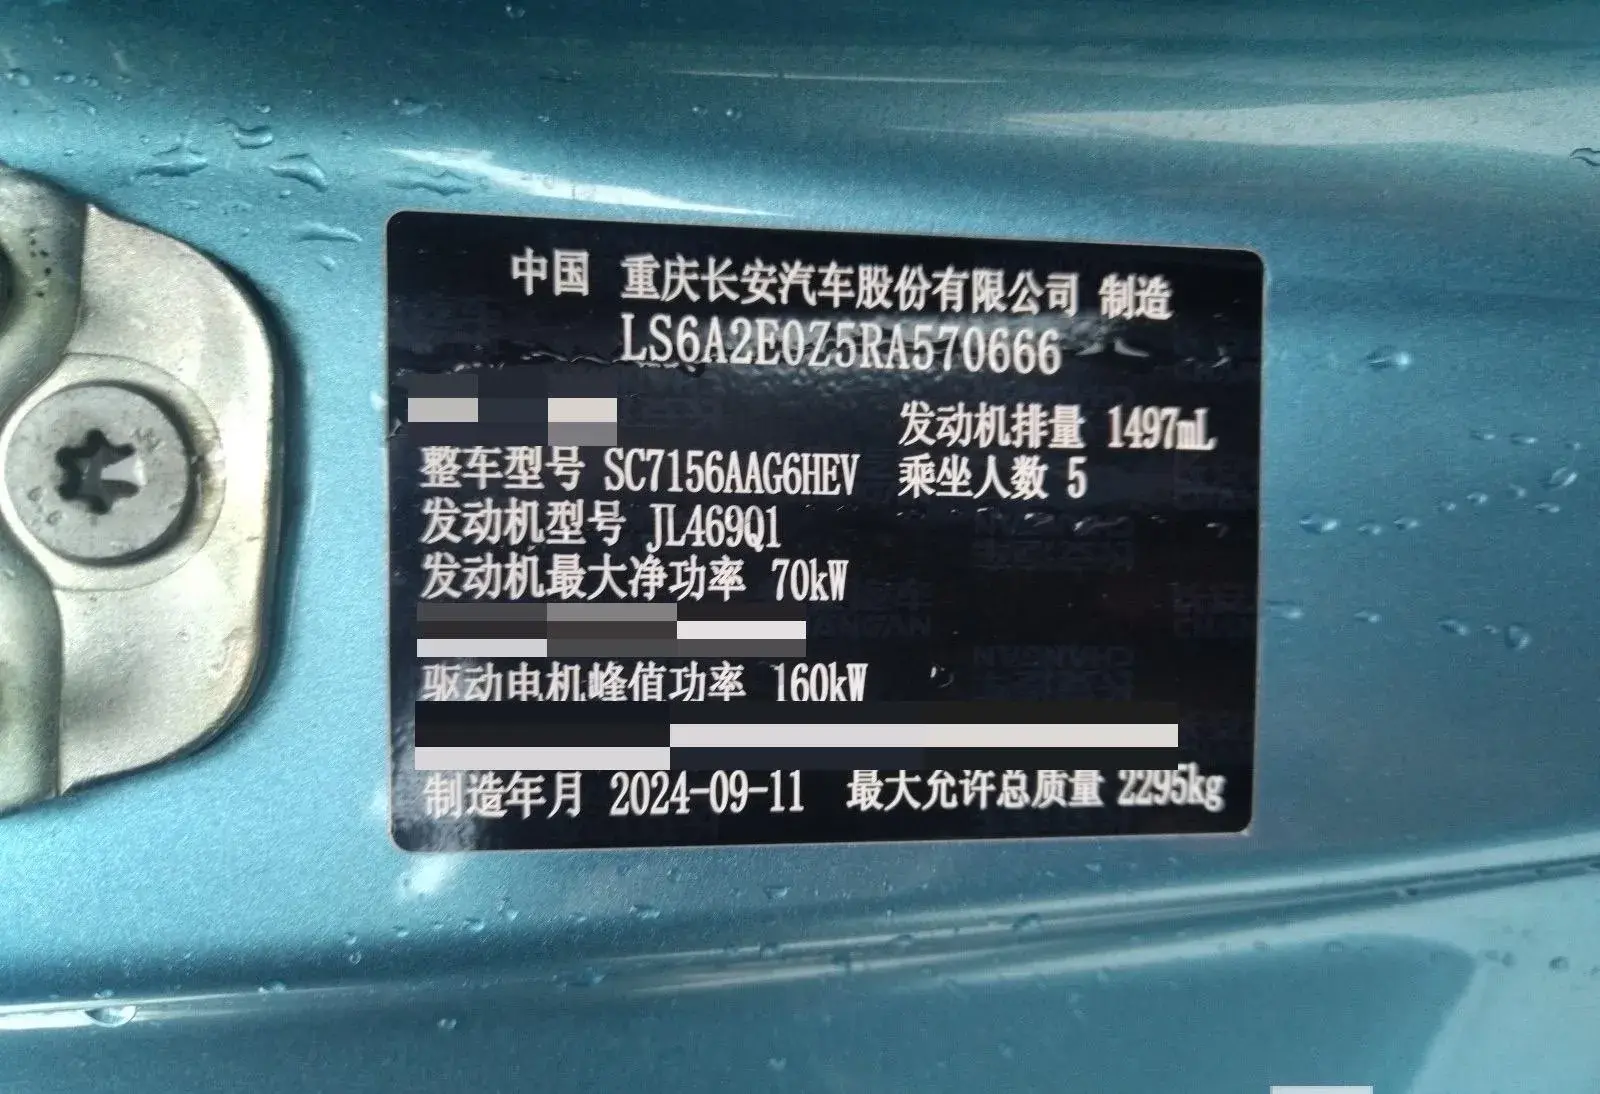 中国 重庆长安汽车股份有限公司 制造
LS6A2E0Z5RA570666
发动机排量 1497mL
整车型号 SC7156AAG6HEV 乘坐人数 5
发动机型号 JL469Q1
发动机最大净功率 70kW
驱动电机峰值功率 160kW
制造年月 2024-09-11 最大允许总质量 2295kg